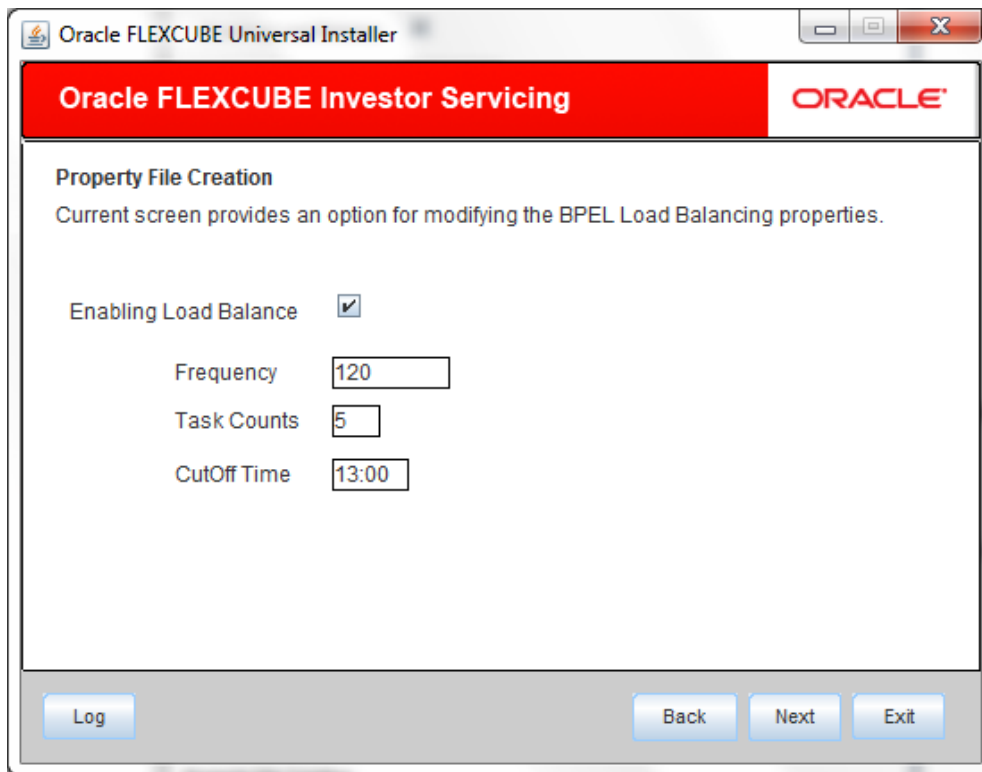 Oracle FLEXCUBE Universal Installer
Oracle FLEXCUBE Investor Servicing
ORACLE
Property File Creation
Current screen provides an option for modifying the BPEL Load Balancing properties.
Enabling Load Balance
Frequency 120
Task Counts 5
CutOff Time 13:00
Log Back Next Exit